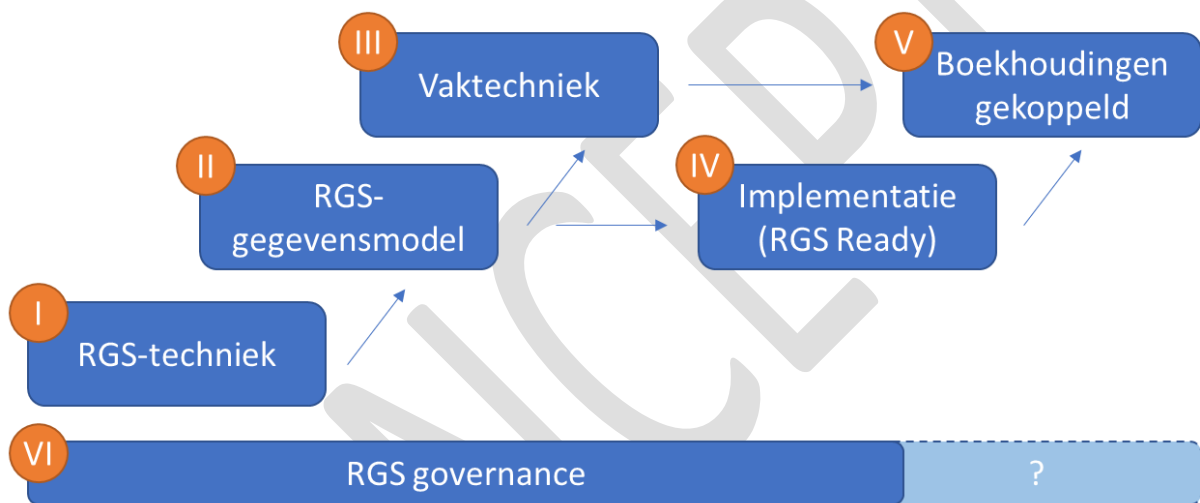 III
Vaktechniek
V
Boekhoudingen
gekoppeld
II
RGS-
gegevensmodel
IV
Implementatie
(RGS Ready)
I
RGS-techniek
VI
RGS governance
?